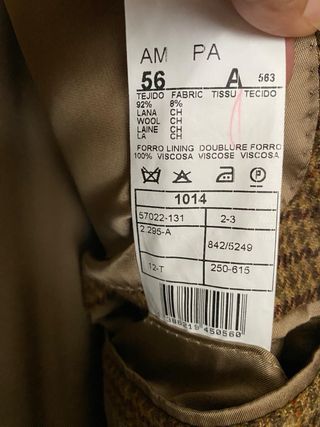 AM PA
56 A 563
TEJIDO FABRIC TISSU TECIDO
92% 8%
LANA CH
WOOL CH
LAINE CH
LA CH
FORRO LINING DOUBLURE FORRO
100% VISCOSA VISCOSE VISCOSA
P
1014
57022-131 2-3
2.295-A 842/5249
12-T 250-615
386219 450560